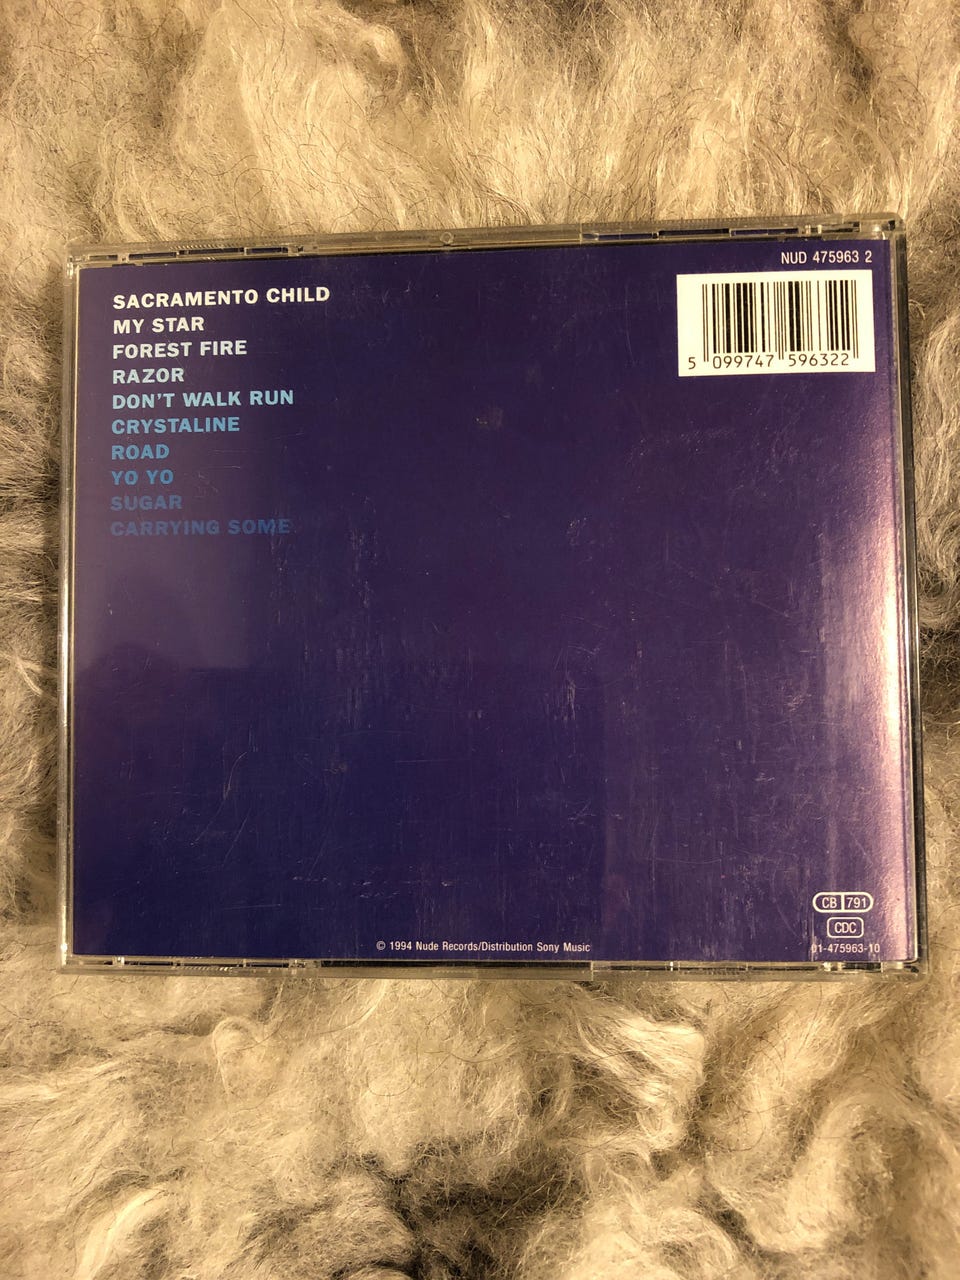 NUD 475963 2
5 099747 596322
SACRAMENTO CHILD
MY STAR
FOREST FIRE
RAZOR
DON'T WALK RUN
CRYSTALINE
ROAD
YO YO
SUGAR
CARRYING SOME
© 1994 Nude Records/Distribution Sony Music
CB 791
CDC
01-475963-10